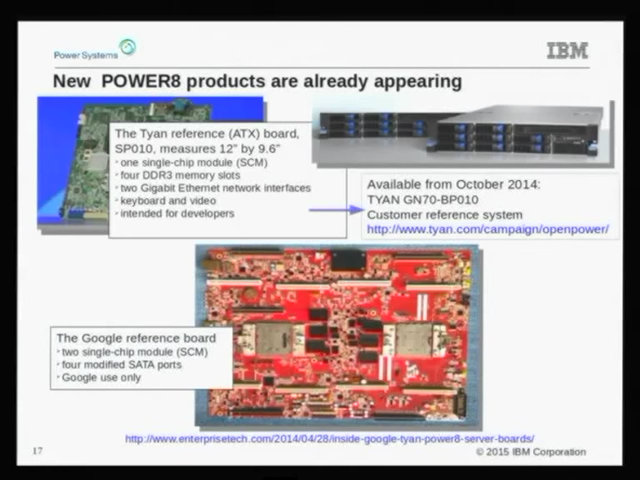 Power Systems
IBM
New POWER8 products are already appearing
The Tyan reference (ATX) board,
SP010, measures 12” by 9.6”
· one single-chip module (SCM)
· four DDR3 memory slots
· two Gigabit Ethernet network interfaces
· keyboard and video
· intended for developers
Available from October 2014:
TYAN GN70-BP010
Customer reference system
http://www.tyan.com/campaign/openpower/
The Google reference board
· two single-chip module (SCM)
· four modified SATA ports
· Google use only
http://www.enterprisetech.com/2014/04/28/inside-google-tyan-power8-server-boards/
17
© 2015 IBM Corporation